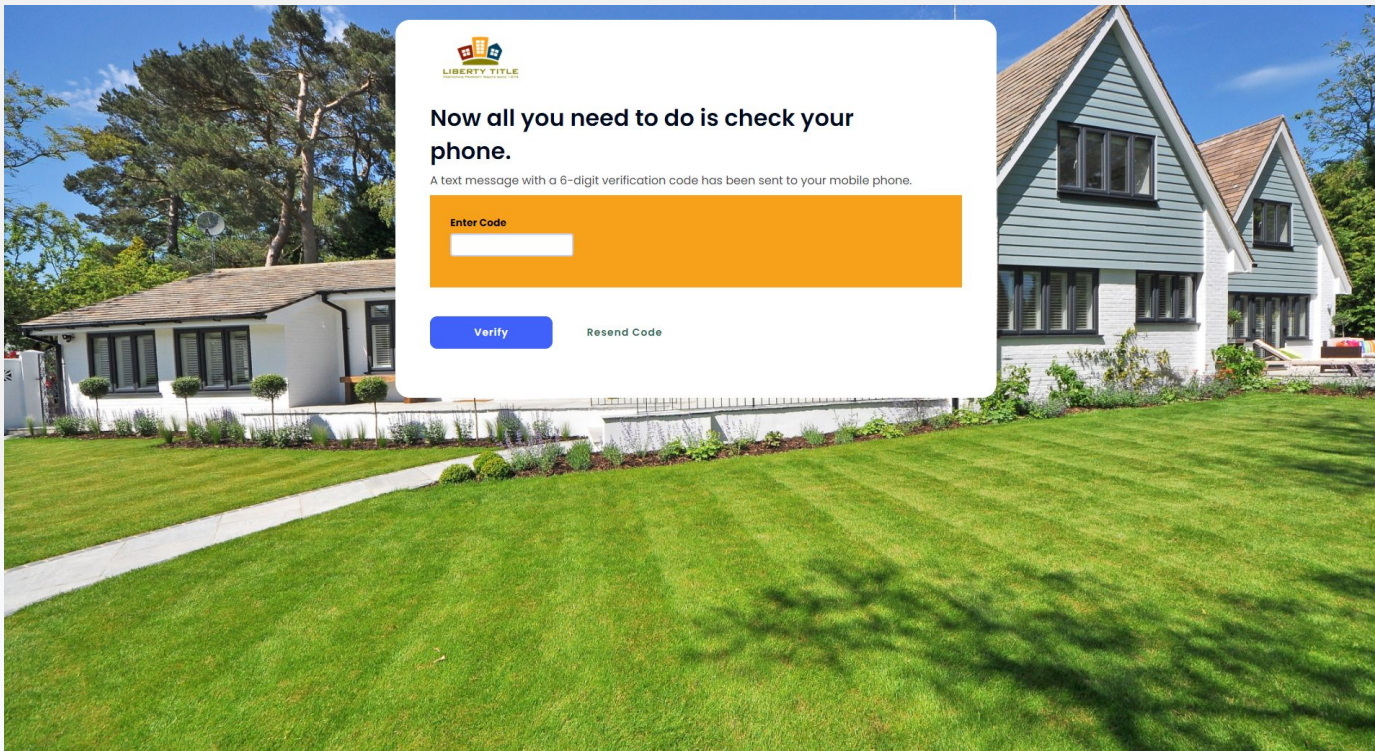 LIBERTY TITLE
Now all you need to do is check your
phone.
A text message with a 6-digit verification code has been sent to your mobile phone.
Enter Code
Verify
Resend Code